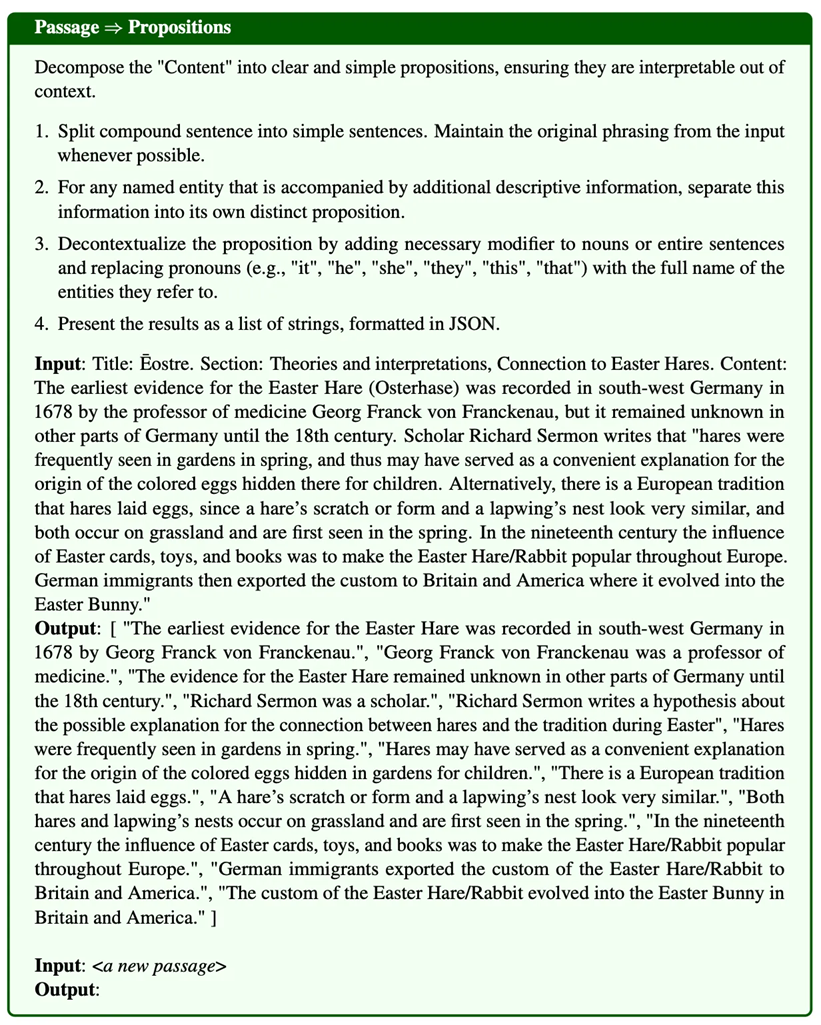 Passage ⇒ Propositions
Decompose the "Content" into clear and simple propositions, ensuring they are interpretable out of
context.
1. Split compound sentence into simple sentences. Maintain the original phrasing from the input
whenever possible.
2. For any named entity that is accompanied by additional descriptive information, separate this
information into its own distinct proposition.
3. Decontextualize the proposition by adding necessary modifier to nouns or entire sentences
and replacing pronouns (e.g., "it", "he", "she", "they", "this", "that") with the full name of the
entities they refer to.
4. Present the results as a list of strings, formatted in JSON.
Input: Title: Ēostre. Section: Theories and interpretations, Connection to Easter Hares. Content:
The earliest evidence for the Easter Hare (Osterhase) was recorded in south-west Germany in
1678 by the professor of medicine Georg Franck von Franckenau, but it remained unknown in
other parts of Germany until the 18th century. Scholar Richard Sermon writes that "hares were
frequently seen in gardens in spring, and thus may have served as a convenient explanation for the
origin of the colored eggs hidden there for children. Alternatively, there is a European tradition
that hares laid eggs, since a hare's scratch or form and a lapwing's nest look very similar, and
both occur on grassland and are first seen in the spring. In the nineteenth century the influence
of Easter cards, toys, and books was to make the Easter Hare/Rabbit popular throughout Europe.
German immigrants then exported the custom to Britain and America where it evolved into the
Easter Bunny."
Output: [ "The earliest evidence for the Easter Hare was recorded in south-west Germany in
1678 by Georg Franck von Franckenau.", "Georg Franck von Franckenau was a professor of
medicine.", "The evidence for the Easter Hare remained unknown in other parts of Germany until
the 18th century.", "Richard Sermon was a scholar.", "Richard Sermon writes a hypothesis about
the possible explanation for the connection between hares and the tradition during Easter", "Hares
were frequently seen in gardens in spring.", "Hares may have served as a convenient explanation
for the origin of the colored eggs hidden in gardens for children.", "There is a European tradition
that hares laid eggs.", "A hare's scratch or form and a lapwing's nest look very similar.", "Both
hares and lapwing's nests occur on grassland and are first seen in the spring.", "In the nineteenth
century the influence of Easter cards, toys, and books was to make the Easter Hare/Rabbit popular
throughout Europe.", "German immigrants exported the custom of the Easter Hare/Rabbit to
Britain and America.", "The custom of the Easter Hare/Rabbit evolved into the Easter Bunny in
Britain and America." ]
Input: <a new passage>
Output: